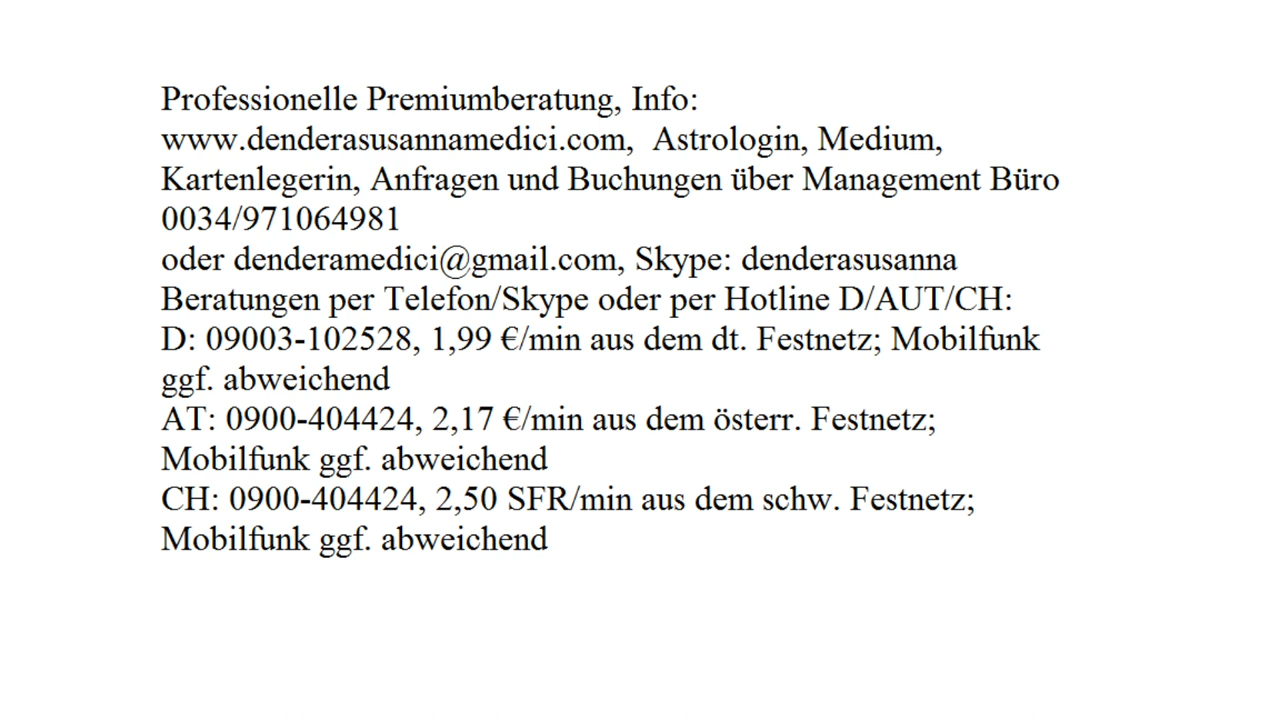 Professionelle Premiumberatung, Info:
www.denderasusannamedici.com,  Astrologin, Medium,
Kartenlegerin, Anfragen und Buchungen über Management Büro
0034/971064981
oder denderamedici@gmail.com, Skype: denderasusanna
Beratungen per Telefon/Skype oder per Hotline D/AUT/CH:
D: 09003-102528, 1,99 €/min aus dem dt. Festnetz; Mobilfunk
ggf. abweichend
AT: 0900-404424, 2,17 €/min aus dem österr. Festnetz;
Mobilfunk ggf. abweichend
CH: 0900-404424, 2,50 SFR/min aus dem schw. Festnetz;
Mobilfunk ggf. abweichend